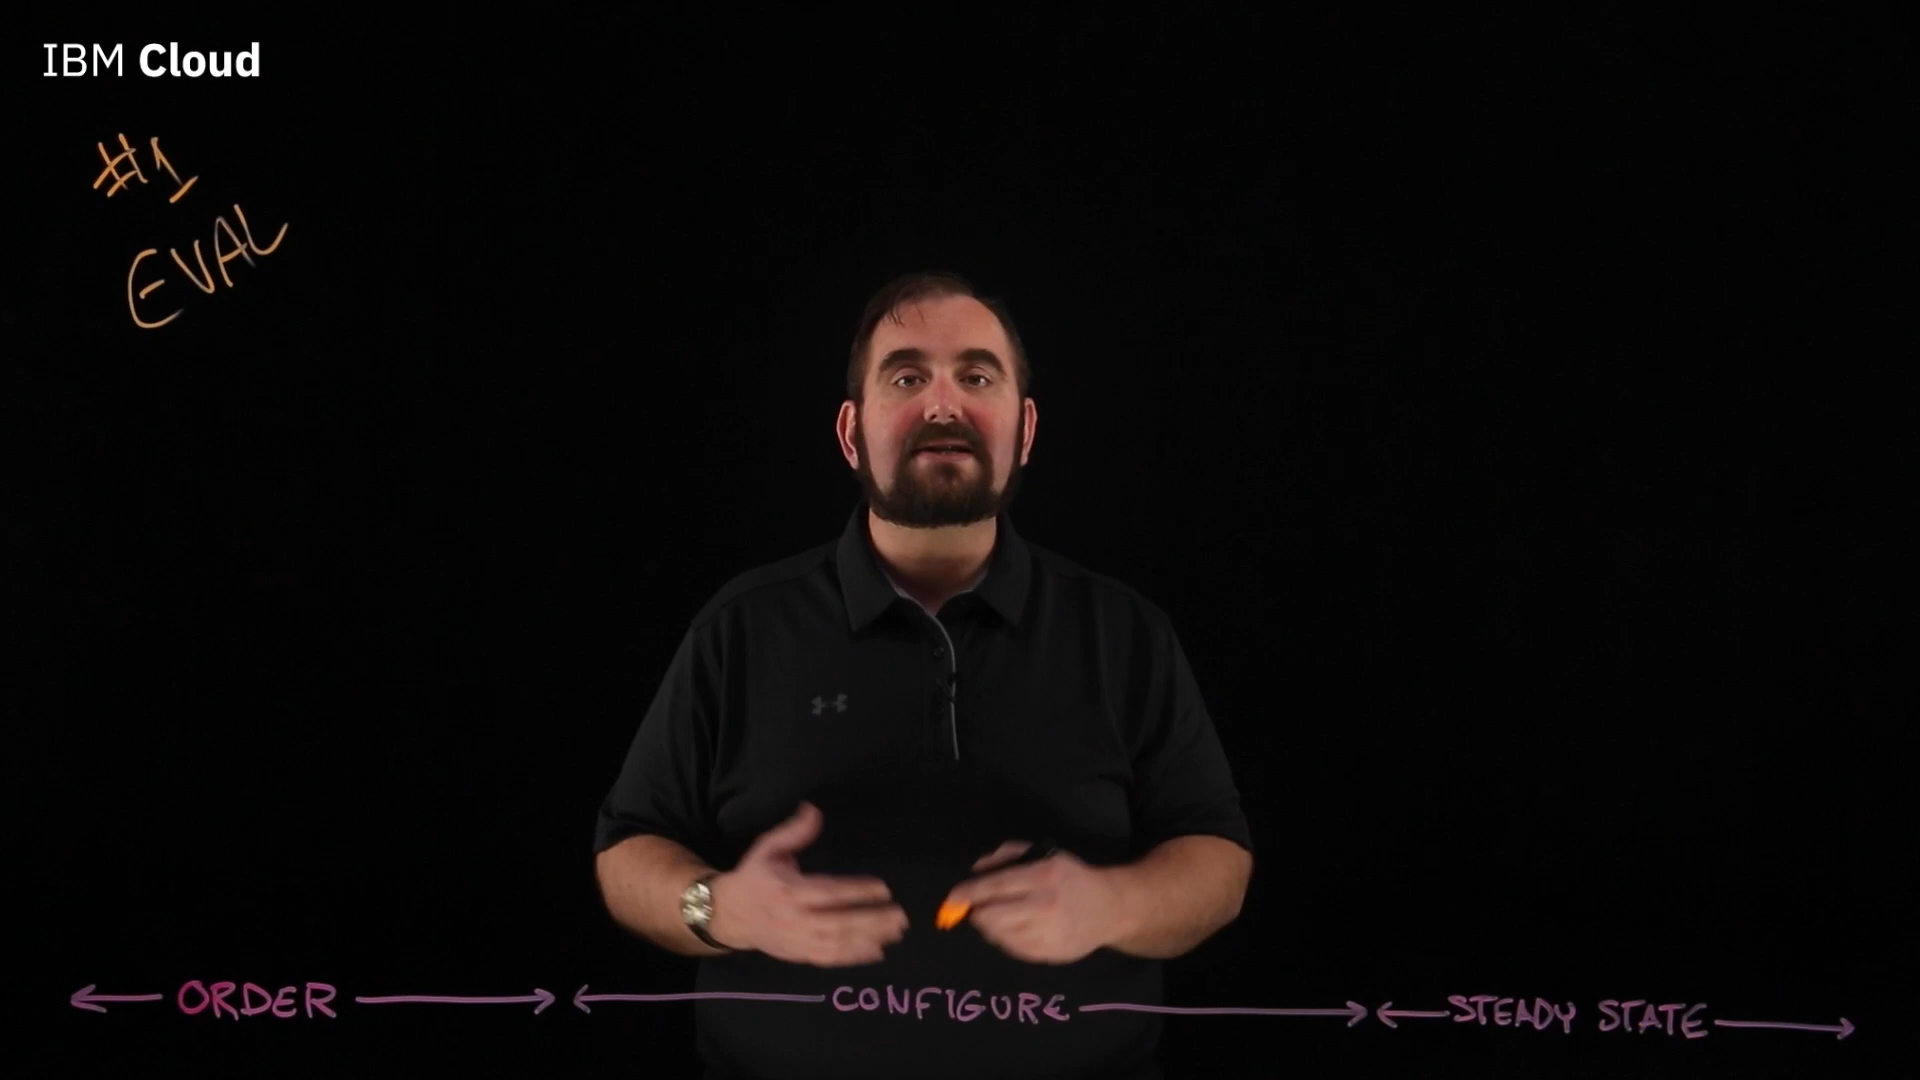 IBM Cloud
#1
EVAL
ORDER
CONFIGURE
STEADY STATE